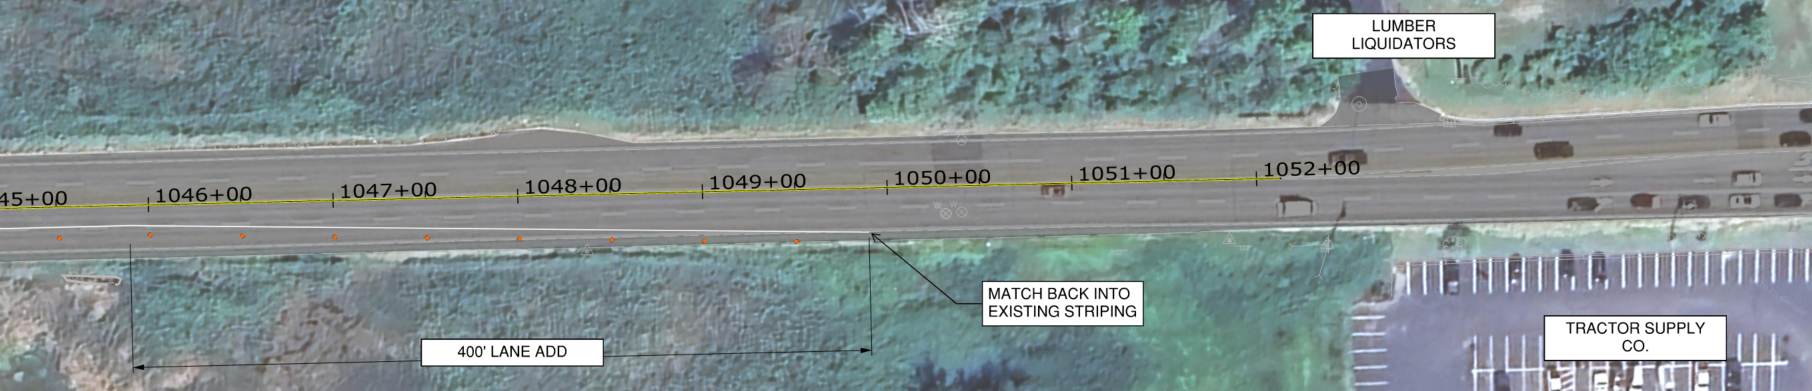 LUMBER
LIQUIDATORS
45+00
1046+00
1047+00
1048+00
1049+00
1050+00
1051+00
1052+00
MATCH BACK INTO
EXISTING STRIPING
400' LANE ADD
TRACTOR SUPPLY
CO.